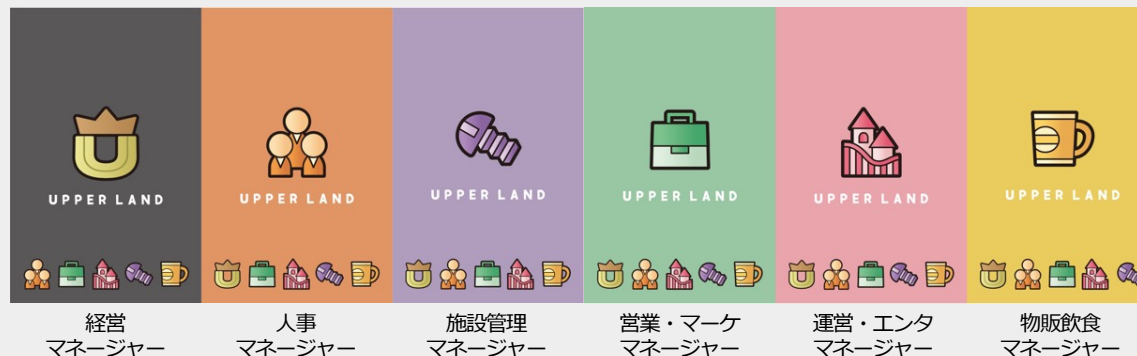 UPPER LAND
UPPER LAND
UPPER LAND
UPPER LAND
UPPER LAND
UPPER LAND
経営
マネージャー
人事
マネージャー
施設管理
マネージャー
営業・マーケ
マネージャー
運営・エンタ
マネージャー
物販飲食
マネージャー